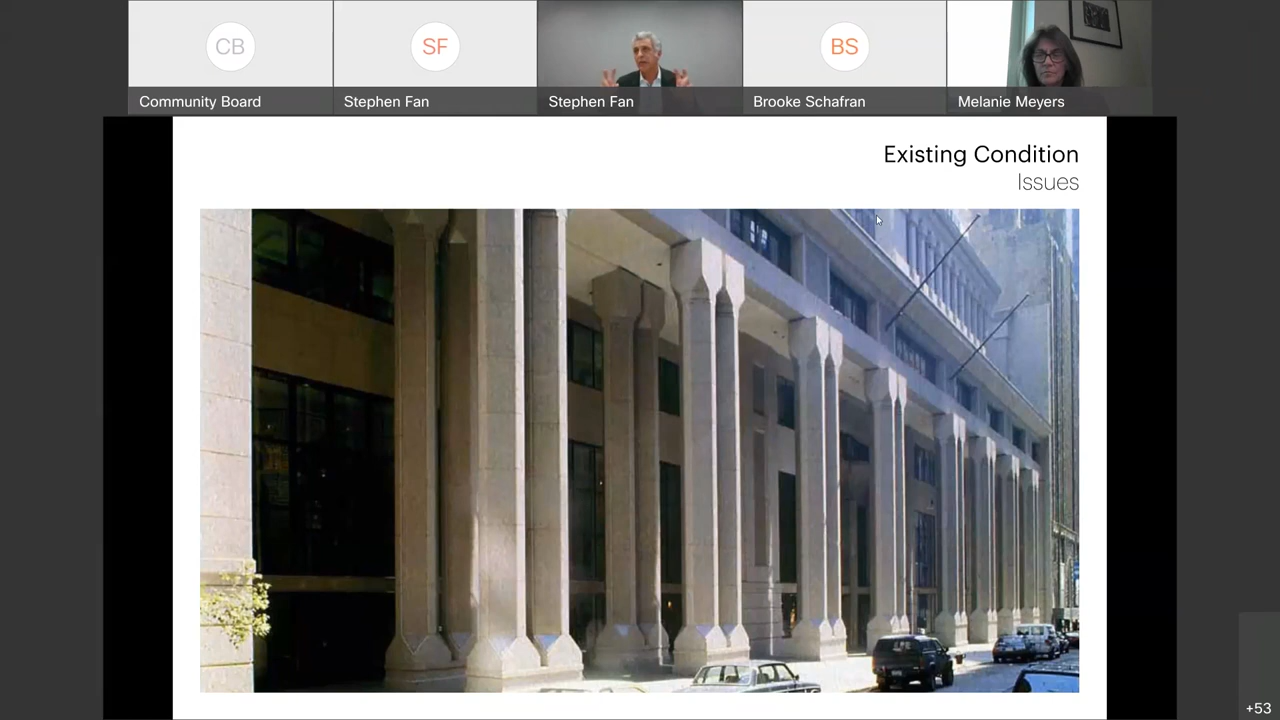 CB
SF
BS
Community Board
Stephen Fan
Stephen Fan
Brooke Schafran
Melanie Meyers
Existing Condition
Issues
+53